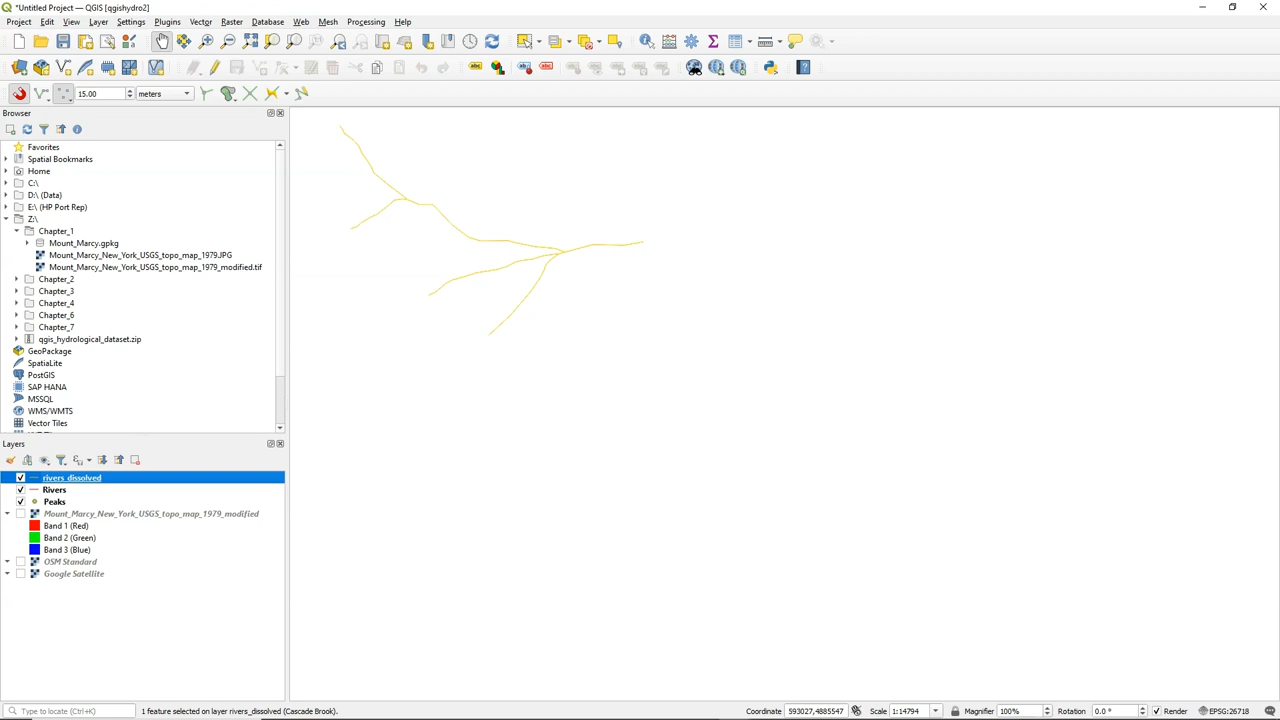 *Untitled Project — QGIS [qgishydro2]
Project Edit View Layer Settings Plugins Vector Raster Database Web Mesh Processing Help
15.00 meters
Browser
Favorites
Spatial Bookmarks
Home
C:\
D:\ (Data)
E:\ (HP Port Rep)
Z:\
Chapter_1
Mount_Marcy.gpkg
Mount_Marcy_New_York_USGS_topo_map_1979.JPG
Mount_Marcy_New_York_USGS_topo_map_1979_modified.tif
Chapter_2
Chapter_3
Chapter_4
Chapter_6
Chapter_7
qgis_hydrological_dataset.zip
GeoPackage
SpatiaLite
PostGIS
SAP HANA
MSSQL
WMS/WMTS
Vector Tiles
Layers
rivers_dissolved
Rivers
Peaks
Mount_Marcy_New_York_USGS_topo_map_1979_modified
Band 1 (Red)
Band 2 (Green)
Band 3 (Blue)
OSM Standard
Google Satellite
Type to locate (Ctrl+K) 1 feature selected on layer rivers_dissolved (Cascade Brook). Coordinate 593027,4885547 Scale 1:14794 Magnifier 100% Rotation 0.0 ° Render EPSG:26718